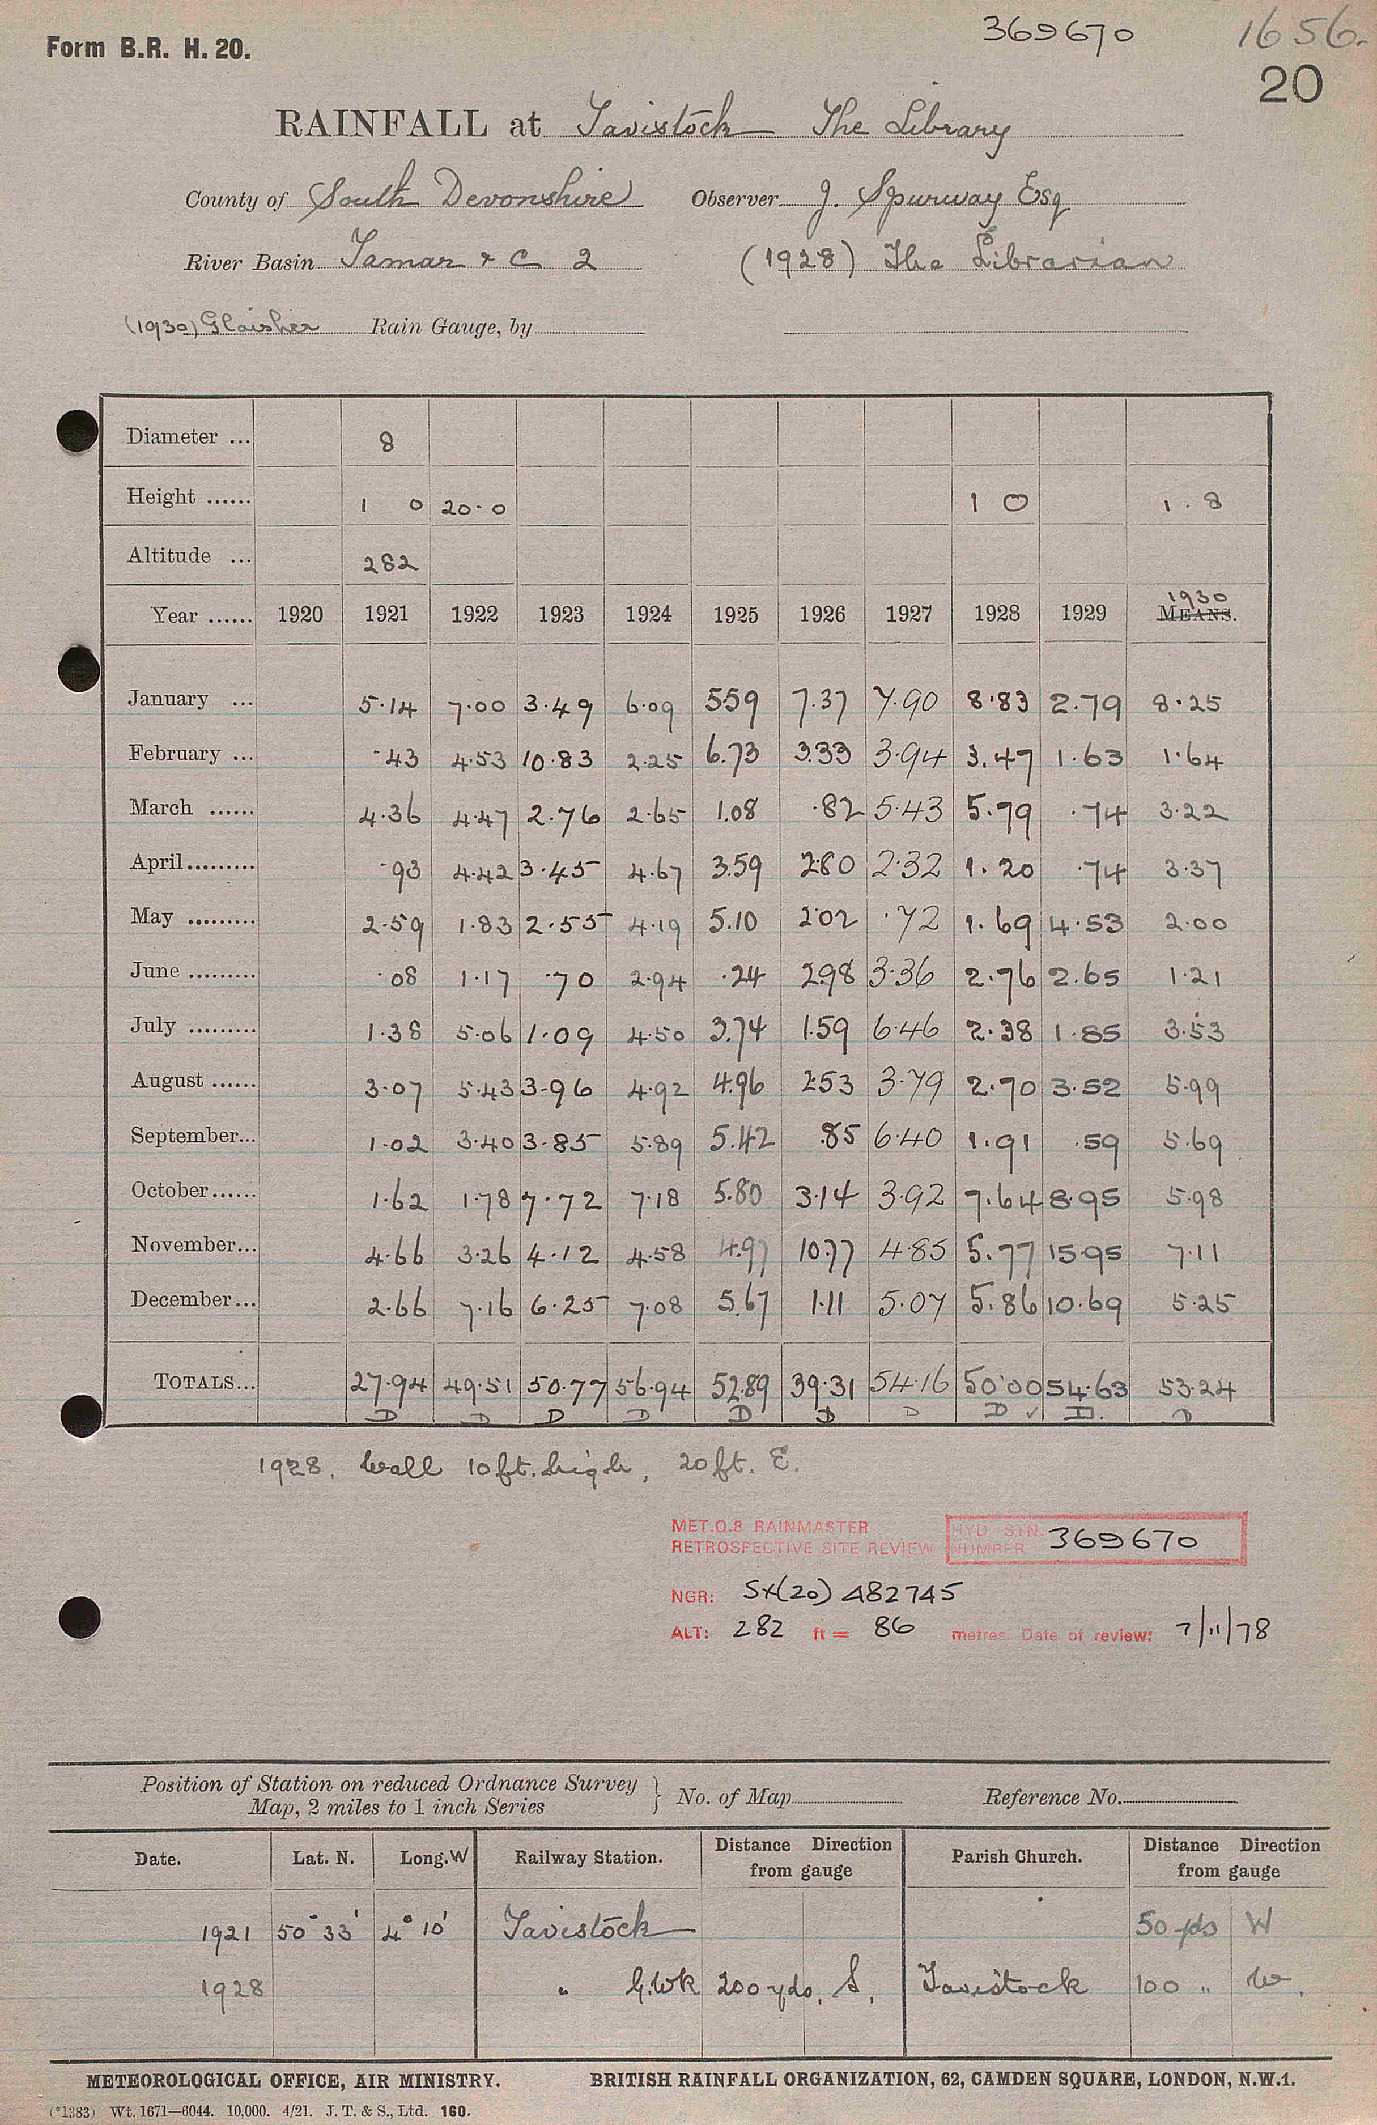 369670 1656.
Form B.R. H. 20.
20
RAINFALL at Tavistock The Library
County of South Devonshire Observer J. Spurway Esq
River Basin Tamar & C 2 (1928) The Librarian
(1930) Glaisher Rain Gauge, by
Diameter ... 8
Height ...... 1 0 20-0 1 0 1 . 8
Altitude ... 282
Year ...... 1920 1921 1922 1923 1924 1925 1926 1927 1928 1929 1930 MEANS.
January ... 5.14 7.00 3.49 6.09 5.59 7.37 7.90 8.83 2.79 8.25
February ... .43 4.53 10.83 2.25 6.73 3.33 3.94 3.47 1.63 1.64
March ...... 4.36 4.47 2.76 2.65 1.08 .82 5.43 5.79 .74 3.22
April ......... .93 4.42 3.45 4.67 3.59 2.80 2.32 1.20 .74 3.37
May ......... 2.59 1.83 2.55 4.19 5.10 2.02 .72 1.69 4.53 2.00
June ......... .08 1.17 .70 2.94 .24 2.98 3.36 2.76 2.65 1.21
July ......... 1.38 5.06 1.09 4.50 3.74 1.59 6.46 2.38 1.85 3.53
August ...... 3.07 5.43 3.96 4.92 4.96 2.53 3.79 2.70 3.52 5.99
September... 1.02 3.40 3.85 5.89 5.42 .85 6.40 1.91 .59 5.69
October...... 1.62 1.78 7.72 7.18 5.80 3.14 3.92 7.64 8.95 5.98
November... 4.66 3.26 4.12 4.58 4.97 10.77 4.85 5.77 15.95 7.11
December... 2.66 7.16 6.25 7.08 5.67 1.11 5.07 5.86 10.69 5.25
TOTALS... 27.94 49.51 50.77 56.94 52.89 39.31 54.16 50.00 54.63 53.24
D D D D D D D D ✓ D. D
1928. Wall 10ft. high, 20ft. E.
MET.O.8 RAINMASTER
RETROSPECTIVE SITE REVIEW
HYD STN. NUMBER 369670
NGR: SX(20) 482745
ALT: 282 ft = 86 metres. Date of review: 7/11/78
Position of Station on reduced Ordnance Survey Map, 2 miles to 1 inch Series } No. of Map Reference No.
Date. Lat. N. Long. W Railway Station. Distance Direction from gauge Parish Church. Distance Direction from gauge
1921 50° 33' 4° 10' Tavistock 50 yds W
1928 " G.W.R 200 yds. S. Tavistock 100 " W.
METEOROLOGICAL OFFICE, AIR MINISTRY. BRITISH RAINFALL ORGANIZATION, 62, CAMDEN SQUARE, LONDON, N.W.1.
(*1383) Wt. 1671—6044. 10,000. 4/21. J. T. & S., Ltd. 160.